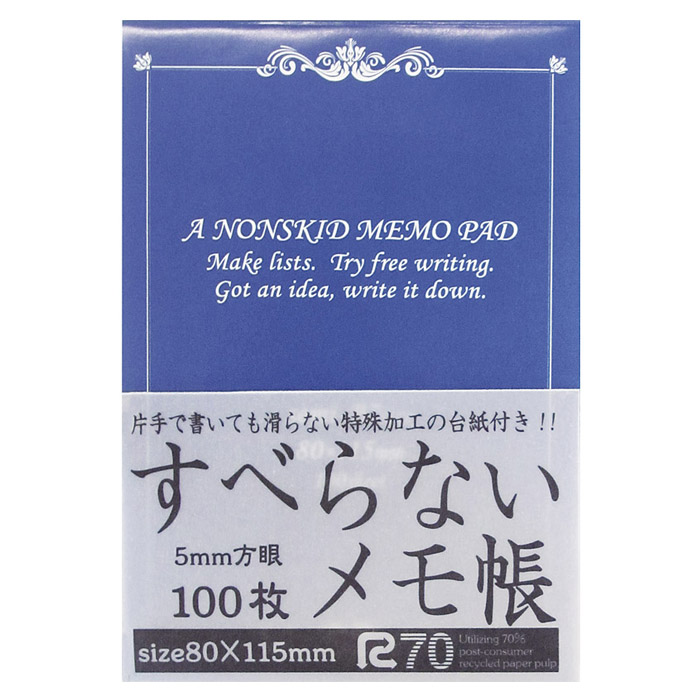 A NONSKID MEMO PAD
Make lists. Try free writing.
Got an idea, write it down.
片手で書いても滑らない特殊加工の台紙付き!!
すべらない
5mm方眼
メモ帳
100枚
size80×115mm
R70
Utilizing 70%
post-consumer
recycled paper pulp